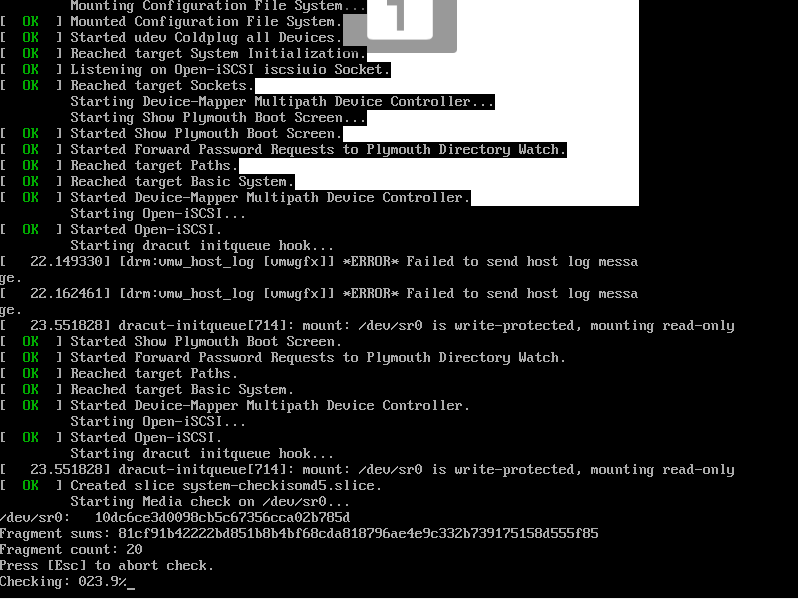 Mounting Configuration File System...
[  OK  ] Mounted Configuration File System.
[  OK  ] Started udev Coldplug all Devices.
[  OK  ] Reached target System Initialization.
[  OK  ] Listening on Open-iSCSI iscsiuio Socket.
[  OK  ] Reached target Sockets.
         Starting Device-Mapper Multipath Device Controller...
         Starting Show Plymouth Boot Screen...
[  OK  ] Started Show Plymouth Boot Screen.
[  OK  ] Started Forward Password Requests to Plymouth Directory Watch.
[  OK  ] Reached target Paths.
[  OK  ] Reached target Basic System.
[  OK  ] Started Device-Mapper Multipath Device Controller.
         Starting Open-iSCSI...
[  OK  ] Started Open-iSCSI.
         Starting dracut initqueue hook...
[   22.149330] [drm:vmw_host_log [vmwgfx]] *ERROR* Failed to send host log messa
ge.
[   22.162461] [drm:vmw_host_log [vmwgfx]] *ERROR* Failed to send host log messa
ge.
[   23.551828] dracut-initqueue[714]: mount: /dev/sr0 is write-protected, mounting read-only
[  OK  ] Started Show Plymouth Boot Screen.
[  OK  ] Started Forward Password Requests to Plymouth Directory Watch.
[  OK  ] Reached target Paths.
[  OK  ] Reached target Basic System.
[  OK  ] Started Device-Mapper Multipath Device Controller.
         Starting Open-iSCSI...
[  OK  ] Started Open-iSCSI.
         Starting dracut initqueue hook...
[   23.551828] dracut-initqueue[714]: mount: /dev/sr0 is write-protected, mounting read-only
[  OK  ] Created slice system-checkisomd5.slice.
         Starting Media check on /dev/sr0...
/dev/sr0:   10dc6ce3d0098cb5c67356cca02b785d
Fragment sums: 81cf91b42222bd851b8b4bf68cda818796ae4e9c332b739175158d555f85
Fragment count: 20
Press [Esc] to abort check.
Checking: 023.9%_